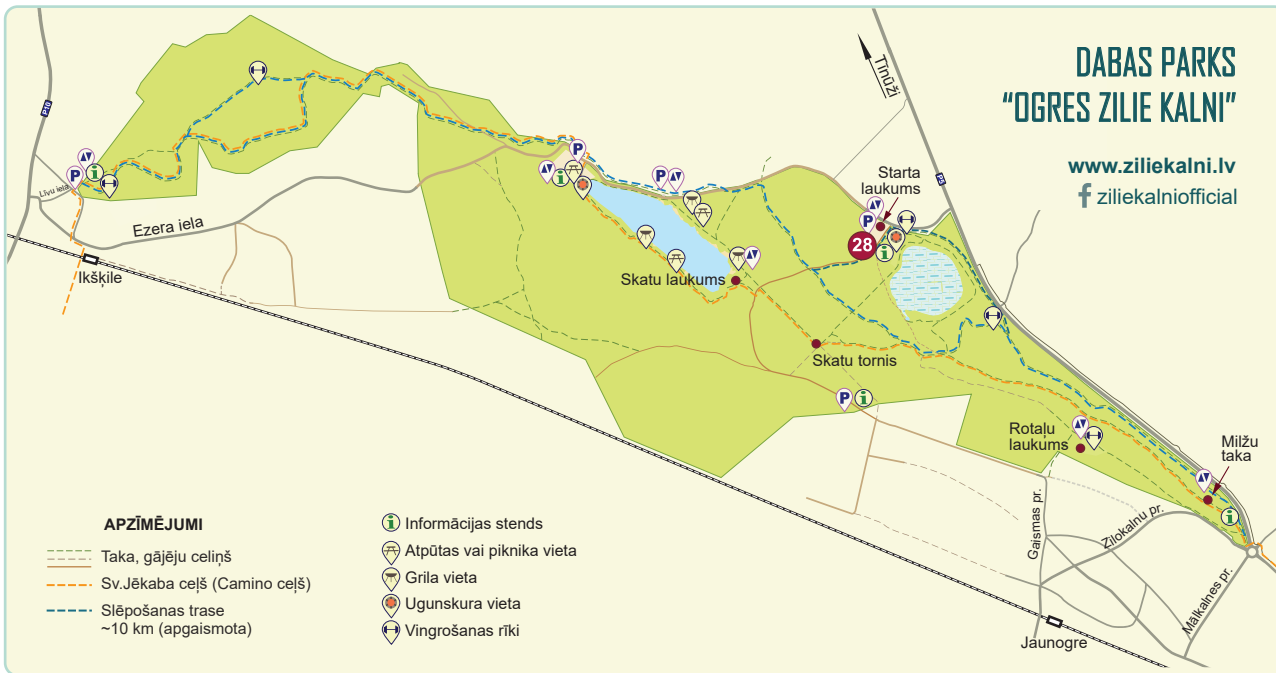 DABAS PARKS
“OGRES ZILIE KALNI”
www.ziliekalni.lv
f ziliekalniofficial
Tīnūži
P10
P5
P
P
P
P
P
28
Starta
laukums
Līvu iela
Ezera iela
Ikšķile
Skatu laukums
Skatu tornis
Rotaļu
laukums
Milžu
taka
Gaismas pr.
Zilokalnu pr.
Mālkalnes pr.
Jaunogre
APZĪMĒJUMI
Taka, gājēju celiņš
Sv.Jēkaba ceļš (Camino ceļš)
Slēpošanas trase
~10 km (apgaismota)
Informācijas stends
Atpūtas vai piknika vieta
Grila vieta
Ugunskura vieta
Vingrošanas rīki